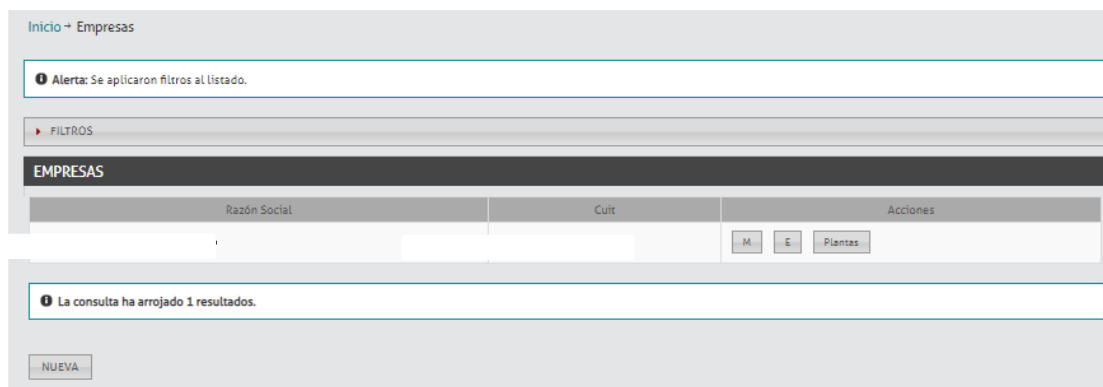 Inicio → Empresas
Alerta: Se aplicaron filtros al listado.
FILTROS
EMPRESAS
Razón Social Cuit Acciones
M E Plantas
La consulta ha arrojado 1 resultados.
NUEVA